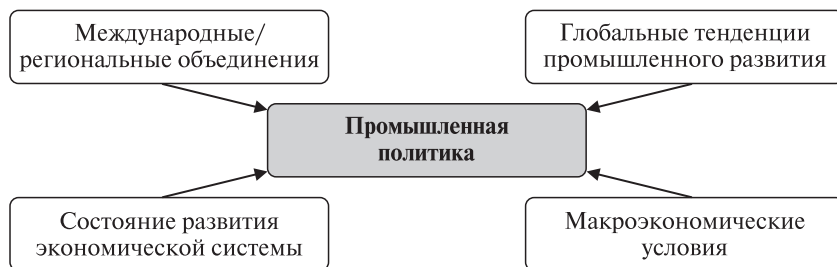 Международные/
региональные объединения
Глобальные тенденции
промышленного развития
Промышленная
политика
Состояние развития
экономической системы
Макроэкономические
условия